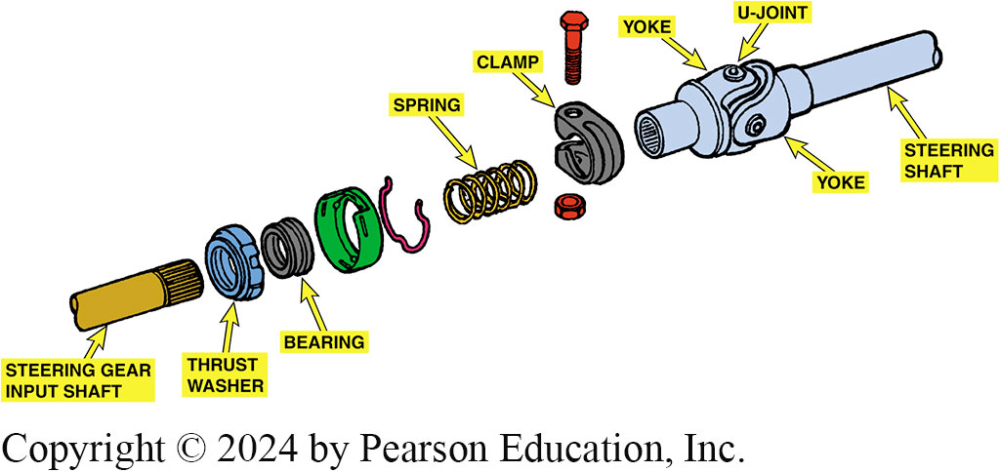 U-JOINT
YOKE
CLAMP
SPRING
STEERING
SHAFT
YOKE
BEARING
THRUST
WASHER
STEERING GEAR
INPUT SHAFT
Copyright © 2024 by Pearson Education, Inc.